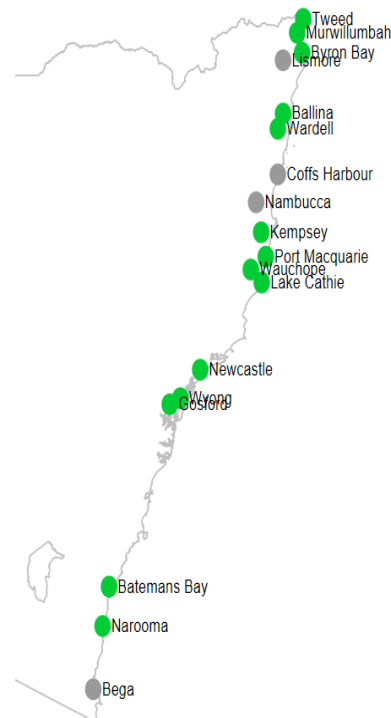 Tweed
Murwillumbah
Byron Bay
Lismore
Ballina
Wardell
Coffs Harbour
Nambucca
Kempsey
Port Macquarie
Wauchope
Lake Cathie
Newcastle
Wyong
Gosford
Batemans Bay
Narooma
Bega